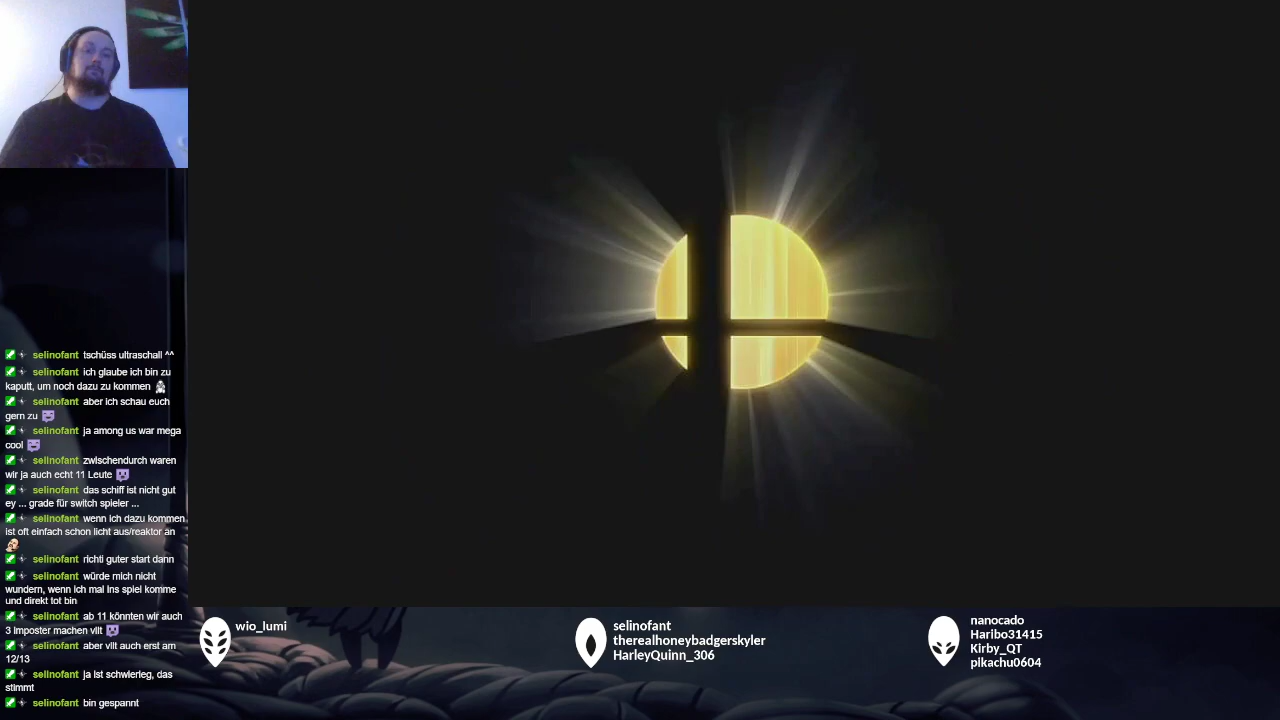 selinofant tschüss ultraschall ^^
selinofant ich glaube ich bin zu
kaputt, um noch dazu zu kommen
selinofant aber ich schau euch
gern zu
selinofant ja among us war mega
cool
selinofant zwischendurch waren
wir ja auch echt 11 Leute
selinofant das schiff ist nicht gut
ey ... grade für switch spieler ...
selinofant wenn ich dazu kommen
ist oft einfach schon licht aus/reaktor an
selinofant richti guter start dann
selinofant würde mich nicht
wundern, wenn ich mal ins spiel komme
und direkt tot bin
selinofant ab 11 könnten wir auch
3 imposter machen vllt
selinofant aber vllt auch erst am
12/13
selinofant ja ist schwierieg, das
stimmt
selinofant bin gespannt
wio_lumi
selinofant
therealhoneybadgerskyler
HarleyQuinn_306
nanocado
Haribo31415
Kirby_QT
pikachu0604